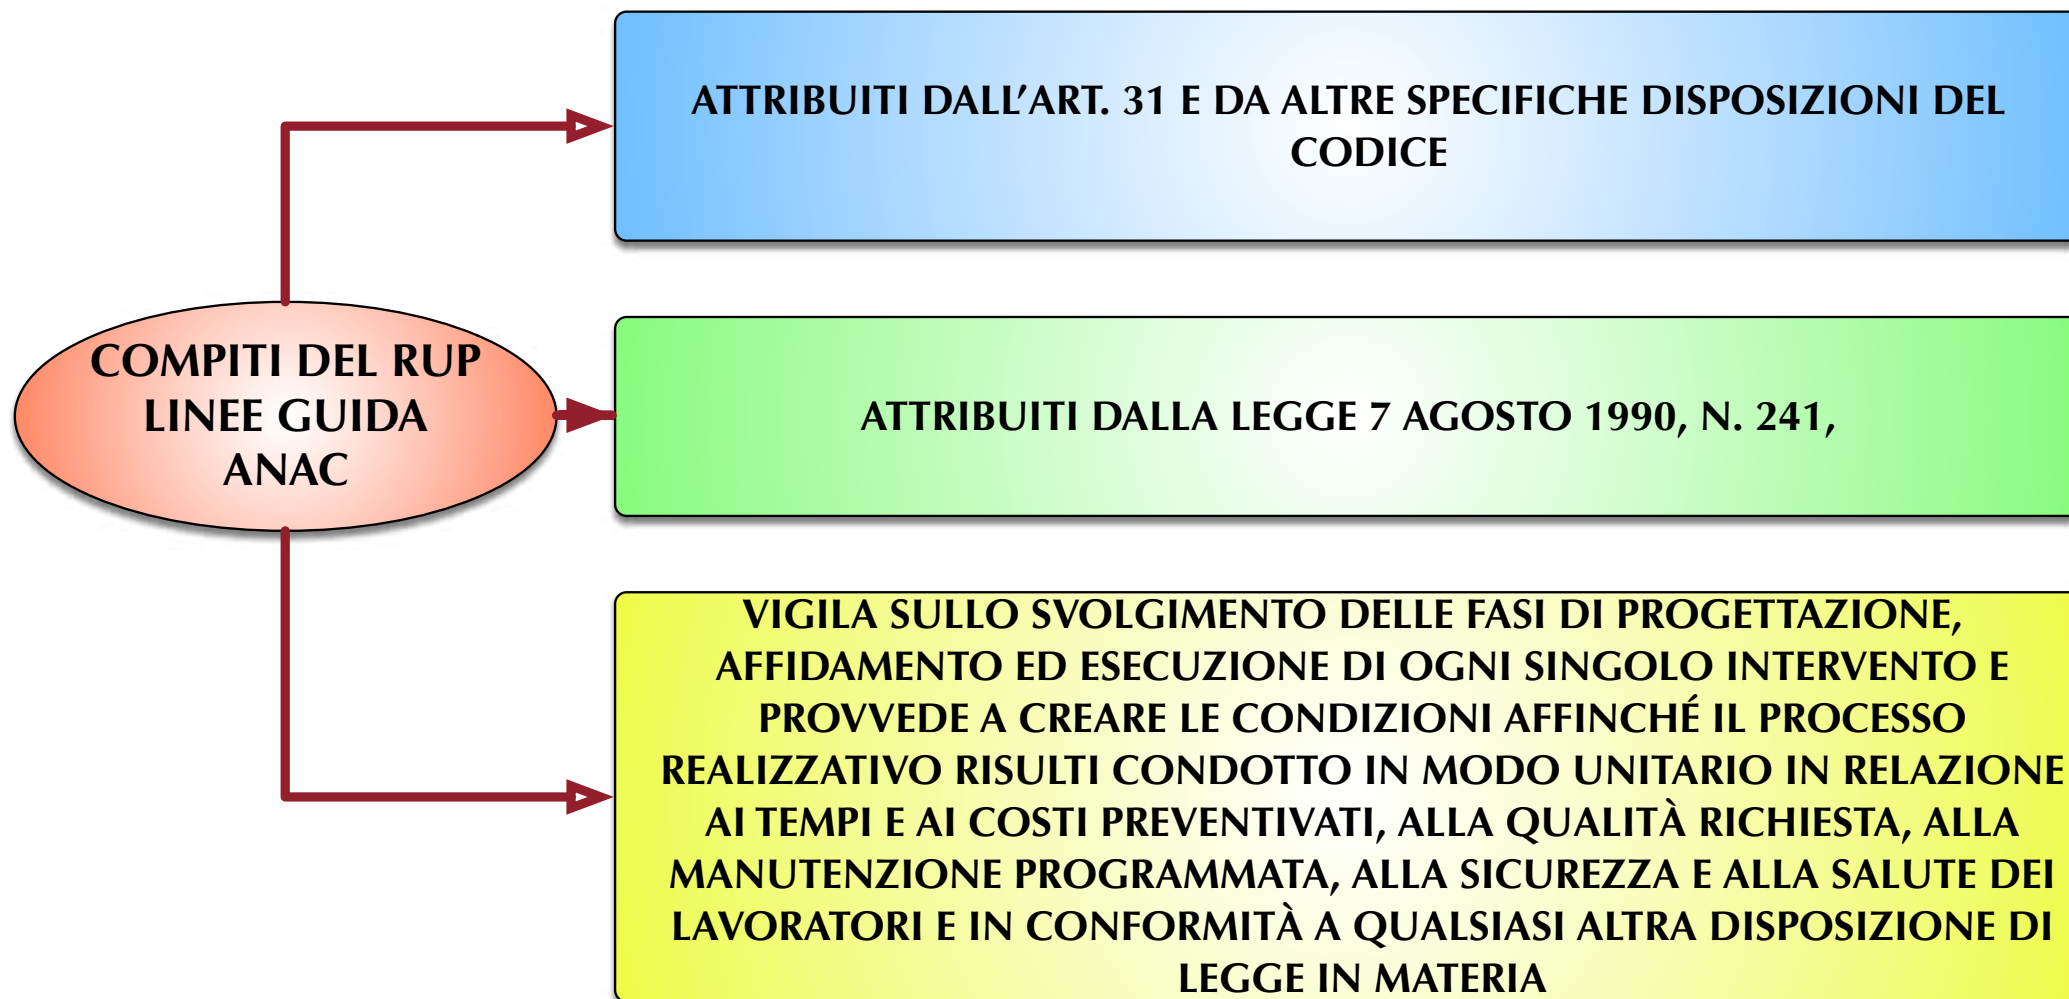 COMPITI DEL RUP
LINEE GUIDA
ANAC
ATTRIBUITI DALL'ART. 31 E DA ALTRE SPECIFICHE DISPOSIZIONI DEL
CODICE
ATTRIBUITI DALLA LEGGE 7 AGOSTO 1990, N. 241,
VIGILA SULLO SVOLGIMENTO DELLE FASI DI PROGETTAZIONE,
AFFIDAMENTO ED ESECUZIONE DI OGNI SINGOLO INTERVENTO E
PROVVEDE A CREARE LE CONDIZIONI AFFINCHÉ IL PROCESSO
REALIZZATIVO RISULTI CONDOTTO IN MODO UNITARIO IN RELAZIONE
AI TEMPI E AI COSTI PREVENTIVATI, ALLA QUALITÀ RICHIESTA, ALLA
MANUTENZIONE PROGRAMMATA, ALLA SICUREZZA E ALLA SALUTE DEI
LAVORATORI E IN CONFORMITÀ A QUALSIASI ALTRA DISPOSIZIONE DI
LEGGE IN MATERIA